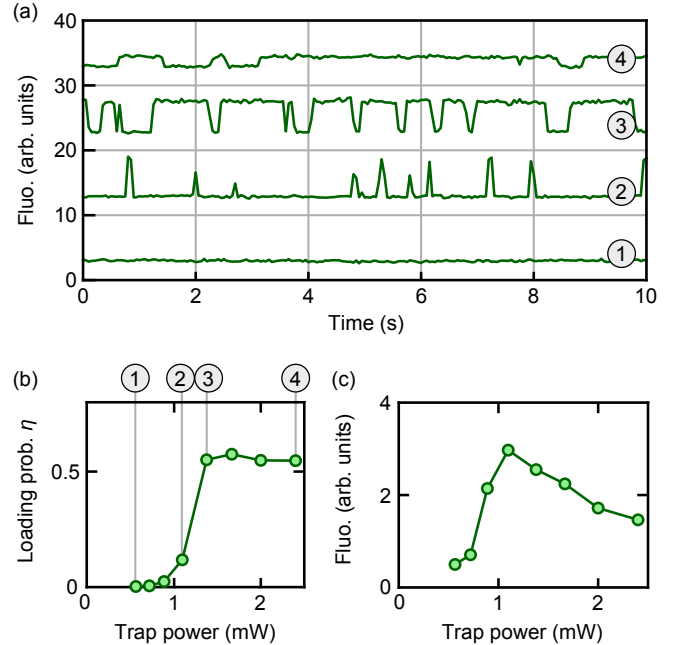 (a)
40
30
20
10
0
Fluo. (arb. units)
4
3
2
1
0 2 4 6 8 10
Time (s)
(b)
1 2 3 4
Loading prob. η
0.5
0
0 1 2
Trap power (mW)
(c)
Fluo. (arb. units)
4
2
0
0 1 2
Trap power (mW)